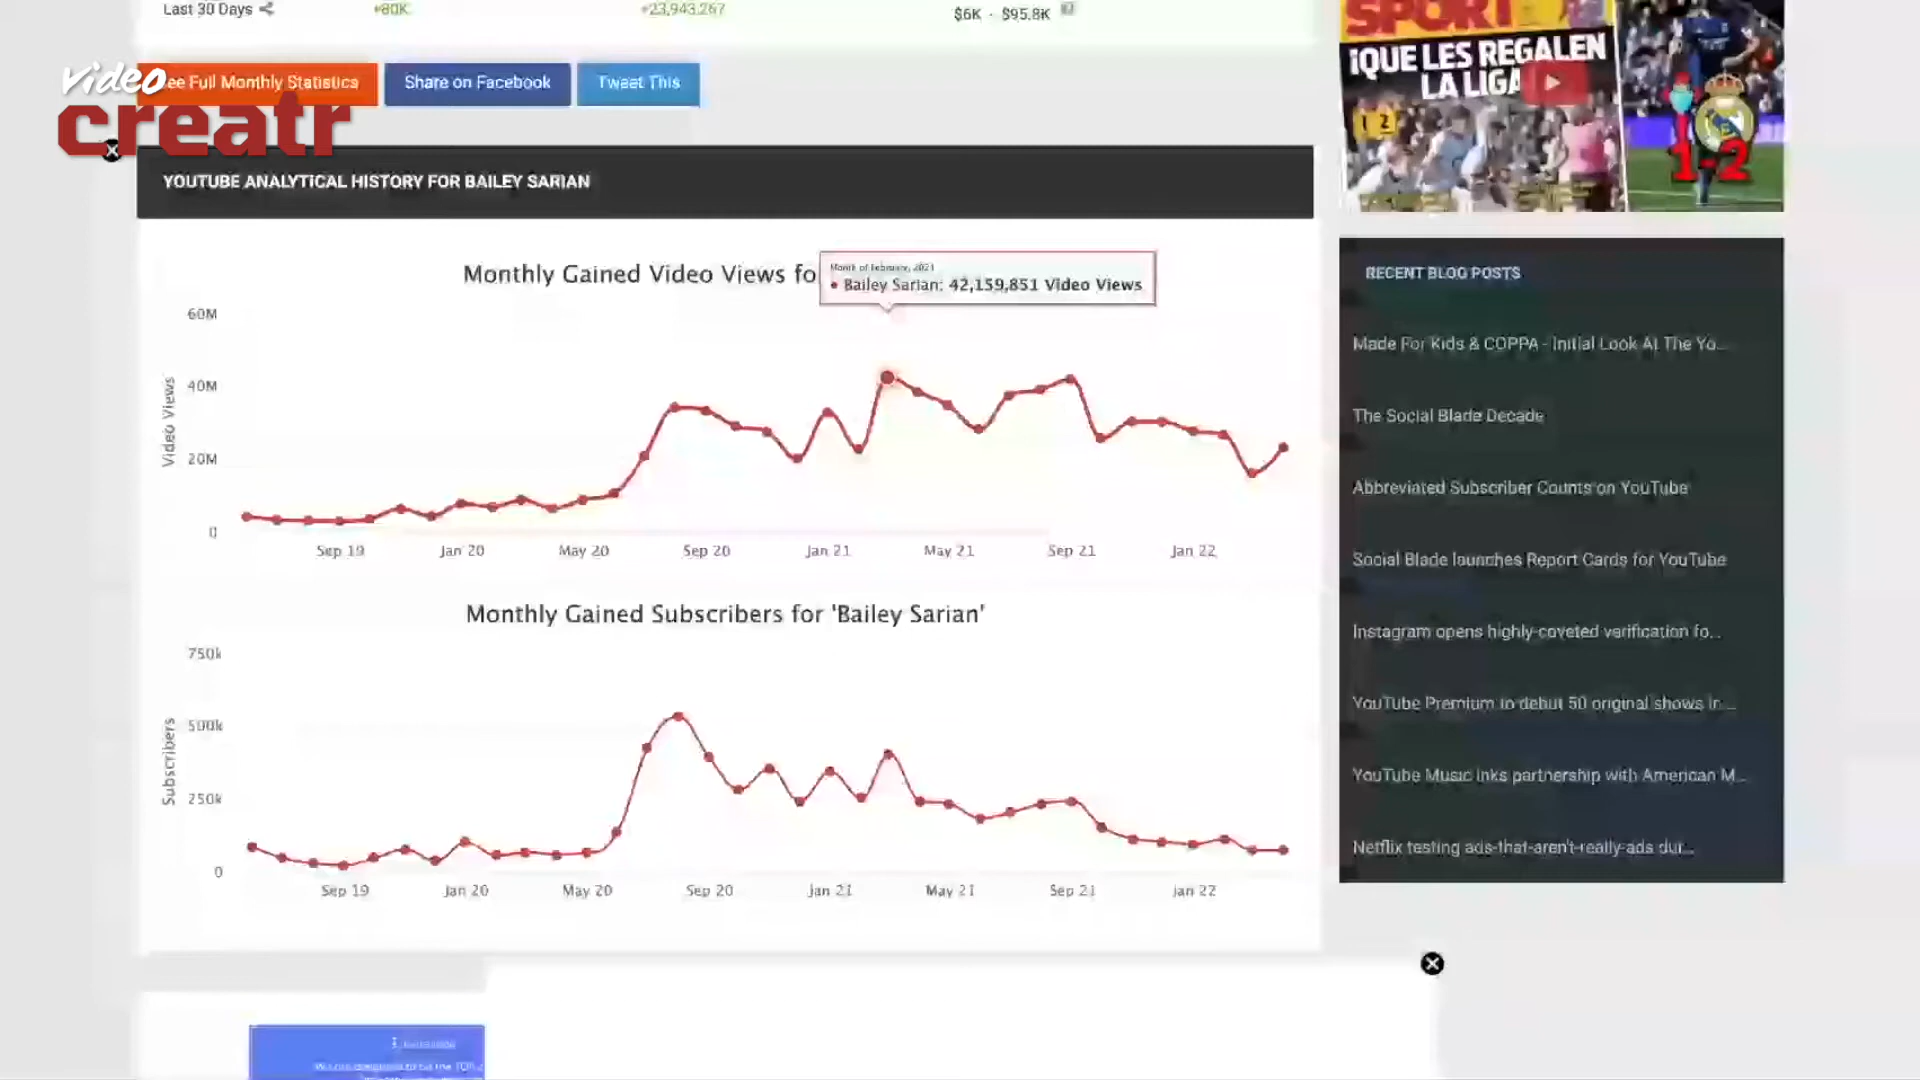 Last 30 Days
+80K
+23,943,267
$6K - $95.8K
video
creatr
ee Full Monthly Statistics
Share on Facebook
Tweet This
YOUTUBE ANALYTICAL HISTORY FOR BAILEY SARIAN
Monthly Gained Video Views fo
Month of February, 2021
Bailey Sarian: 42,159,851 Video Views
Video Views
60M
40M
20M
0
Sep 19
Jan 20
May 20
Sep 20
Jan 21
May 21
Sep 21
Jan 22
Monthly Gained Subscribers for 'Bailey Sarian'
Subscribers
750k
500k
250k
0
Sep 19
Jan 20
May 20
Sep 20
Jan 21
May 21
Sep 21
Jan 22
SPORT
¡QUE LES REGALEN
LA LIGA
1-2
RECENT BLOG POSTS
Made For Kids & COPPA - Initial Look At The Yo...
The Social Blade Decade
Abbreviated Subscriber Counts on YouTube
Social Blade launches Report Cards for YouTube
Instagram opens highly-coveted verification fo...
YouTube Premium to debut 50 original shows in ...
YouTube Music inks partnership with American M...
Netflix testing ads-that-aren't-really-ads dur...